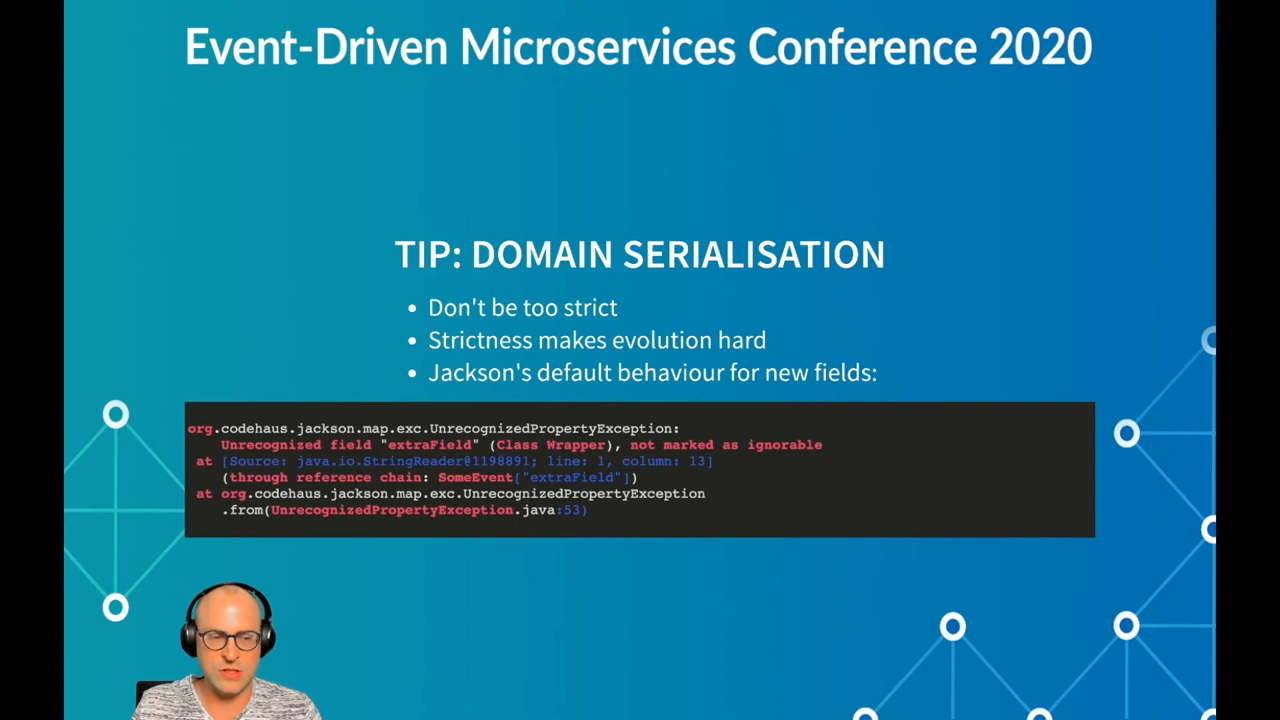 Event-Driven Microservices Conference 2020
TIP: DOMAIN SERIALISATION
• Don't be too strict
• Strictness makes evolution hard
• Jackson's default behaviour for new fields:
org.codehaus.jackson.map.exc.UnrecognizedPropertyException:
Unrecognized field "extraField" (Class Wrapper), not marked as ignorable
at [Source: java.io.StringReader@1198891; line: 1, column: 13]
(through reference chain: SomeEvent["extraField"])
at org.codehaus.jackson.map.exc.UnrecognizedPropertyException
.from(UnrecognizedPropertyException.java:53)